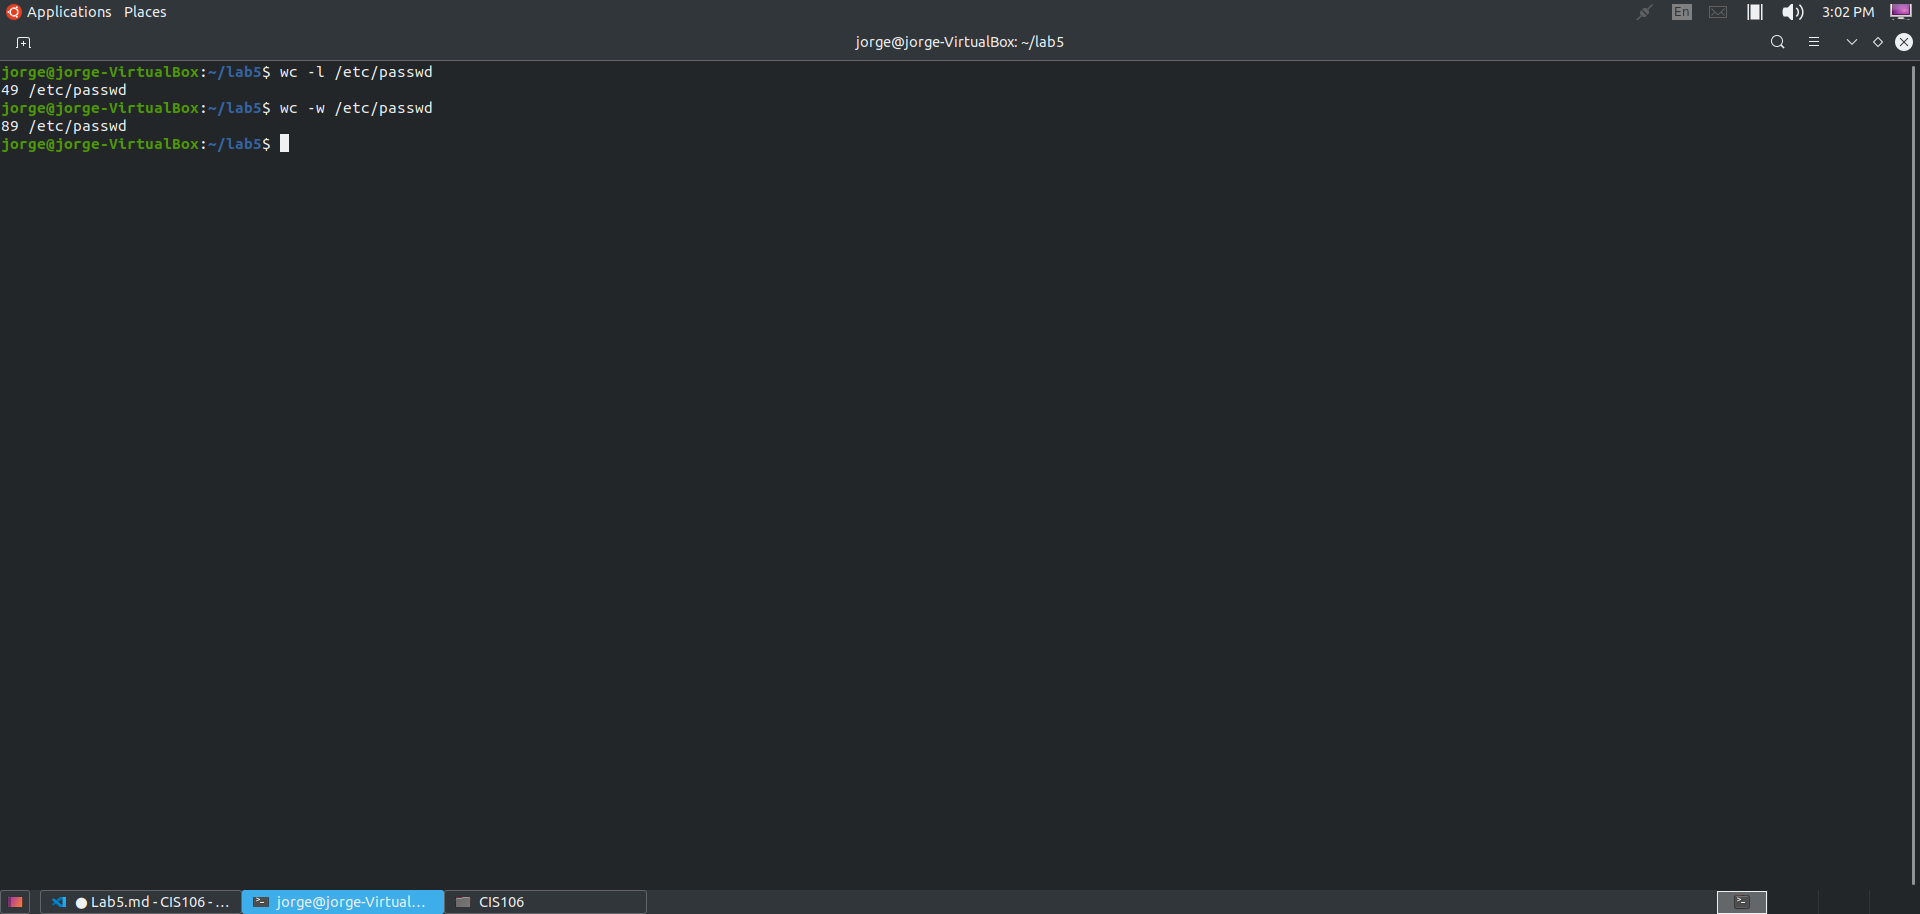 Applications Places En 3:02 PM
jorge@jorge-VirtualBox: ~/lab5
jorge@jorge-VirtualBox:~/lab5$ wc -l /etc/passwd
49 /etc/passwd
jorge@jorge-VirtualBox:~/lab5$ wc -w /etc/passwd
89 /etc/passwd
jorge@jorge-VirtualBox:~/lab5$
Lab5.md - CIS106 - ... jorge@jorge-Virtual... CIS106